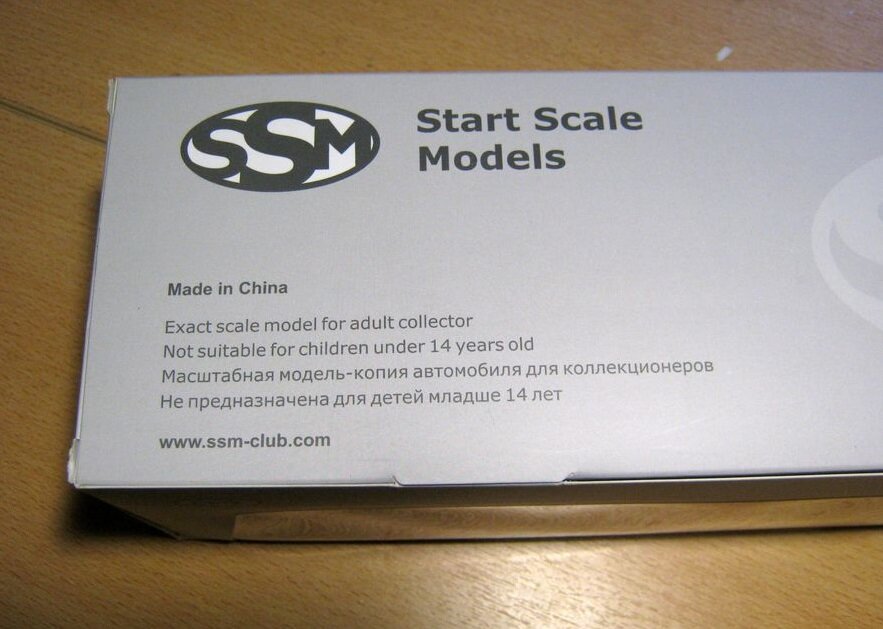 SSM
Start Scale
Models
Made in China
Exact scale model for adult collector
Not suitable for children under 14 years old
Масштабная модель-копия автомобиля для коллекционеров
Не предназначена для детей младше 14 лет
www.ssm-club.com